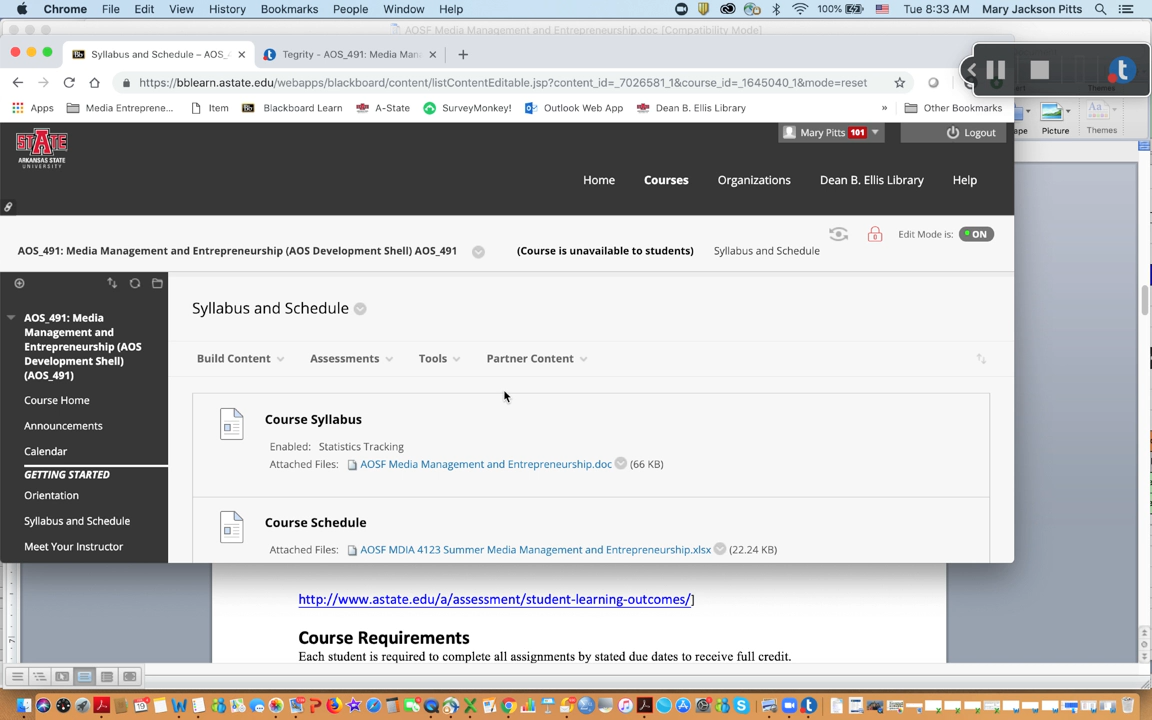 Chrome File Edit View History Bookmarks People Window Help 100% Tue 8:33 AM Mary Jackson Pitts
AOSF Media Management and Entrepreneurship.doc [Compatibility Mode]
Syllabus and Schedule – AOS_4 Tegrity - AOS_491: Media Man
https://bblearn.astate.edu/webapps/blackboard/content/listContentEditable.jsp?content_id=_7026581_1&course_id=_1645040_1&mode=reset
Apps Media Entreprene... Item Blackboard Learn A-State SurveyMonkey! Outlook Web App Dean B. Ellis Library » Other Bookmarks
Picture Themes
STATE
ARKANSAS STATE
UNIVERSITY
Mary Pitts 101 Logout
Home Courses Organizations Dean B. Ellis Library Help
AOS_491: Media Management and Entrepreneurship (AOS Development Shell) AOS_491 (Course is unavailable to students) Syllabus and Schedule Edit Mode is: ON
AOS_491: Media
Management and
Entrepreneurship (AOS
Development Shell)
(AOS_491)
Course Home
Announcements
Calendar
GETTING STARTED
Orientation
Syllabus and Schedule
Meet Your Instructor
Syllabus and Schedule
Build Content Assessments Tools Partner Content
Course Syllabus
Enabled: Statistics Tracking
Attached Files: AOSF Media Management and Entrepreneurship.doc (66 KB)
Course Schedule
Attached Files: AOSF MDIA 4123 Summer Media Management and Entrepreneurship.xlsx (22.24 KB)
http://www.astate.edu/a/assessment/student-learning-outcomes/]
Course Requirements
Each student is required to complete all assignments by stated due dates to receive full credit.